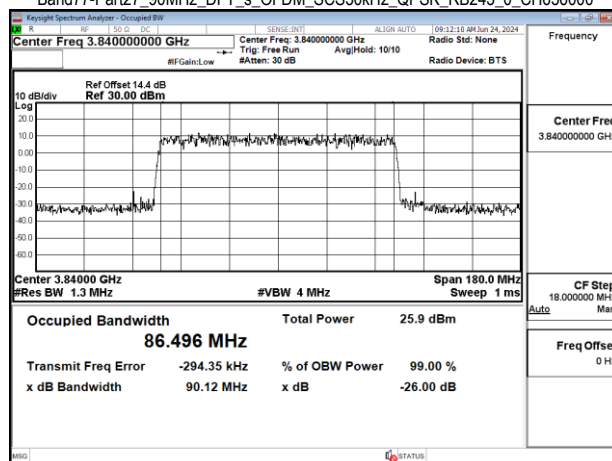 Band77-Part27_90MHz_DFT_s_OFDM_SCS30kHz_QPSK_RB243_0_CH656000
Keysight Spectrum Analyzer - Occupied BW
R RF 50 Ω DC SENSE:INT ALIGN AUTO 09:12:10 AM Jun 24, 2024
Center Freq 3.840000000 GHz
Center Freq: 3.840000000 GHz
Radio Std: None
Trig: Free Run Avg|Hold: 10/10
#IFGain:Low #Atten: 30 dB
Radio Device: BTS
Frequency
Ref Offset 14.4 dB
10 dB/div Ref 30.00 dBm
Log
20.0
10.0
0.00
-10.0
-20.0
-30.0
-40.0
-50.0
-60.0
Center Freq
3.840000000 GHz
Center 3.84000 GHz
Span 180.0 MHz
#Res BW 1.3 MHz
#VBW 4 MHz
Sweep 1 ms
CF Step
18.000000 MHz
Auto Man
Occupied Bandwidth
86.496 MHz
Total Power 25.9 dBm
Transmit Freq Error -294.35 kHz
% of OBW Power 99.00 %
x dB Bandwidth 90.12 MHz
x dB -26.00 dB
Freq Offset
0 Hz
MSG
STATUS